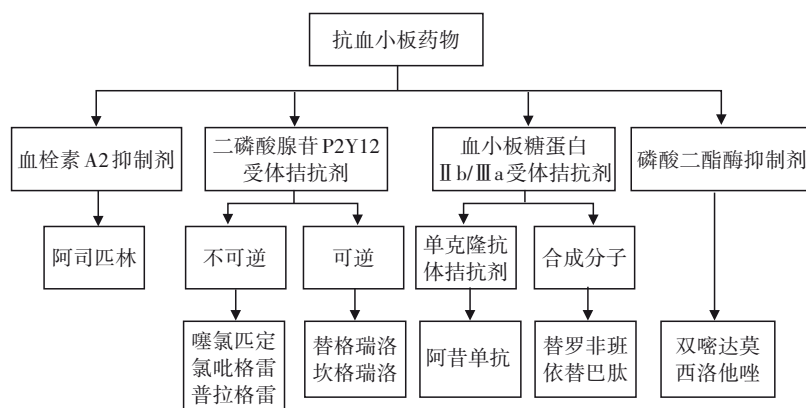 抗血小板药物
血栓素A2抑制剂
二磷酸腺苷P2Y12
受体拮抗剂
血小板糖蛋白
Ⅱb/Ⅲa受体拮抗剂
磷酸二酯酶抑制剂
阿司匹林
不可逆
可逆
单克隆抗
体拮抗剂
合成分子
噻氯匹定
氯吡格雷
普拉格雷
替格瑞洛
坎格瑞洛
阿昔单抗
替罗非班
依替巴肽
双嘧达莫
西洛他唑